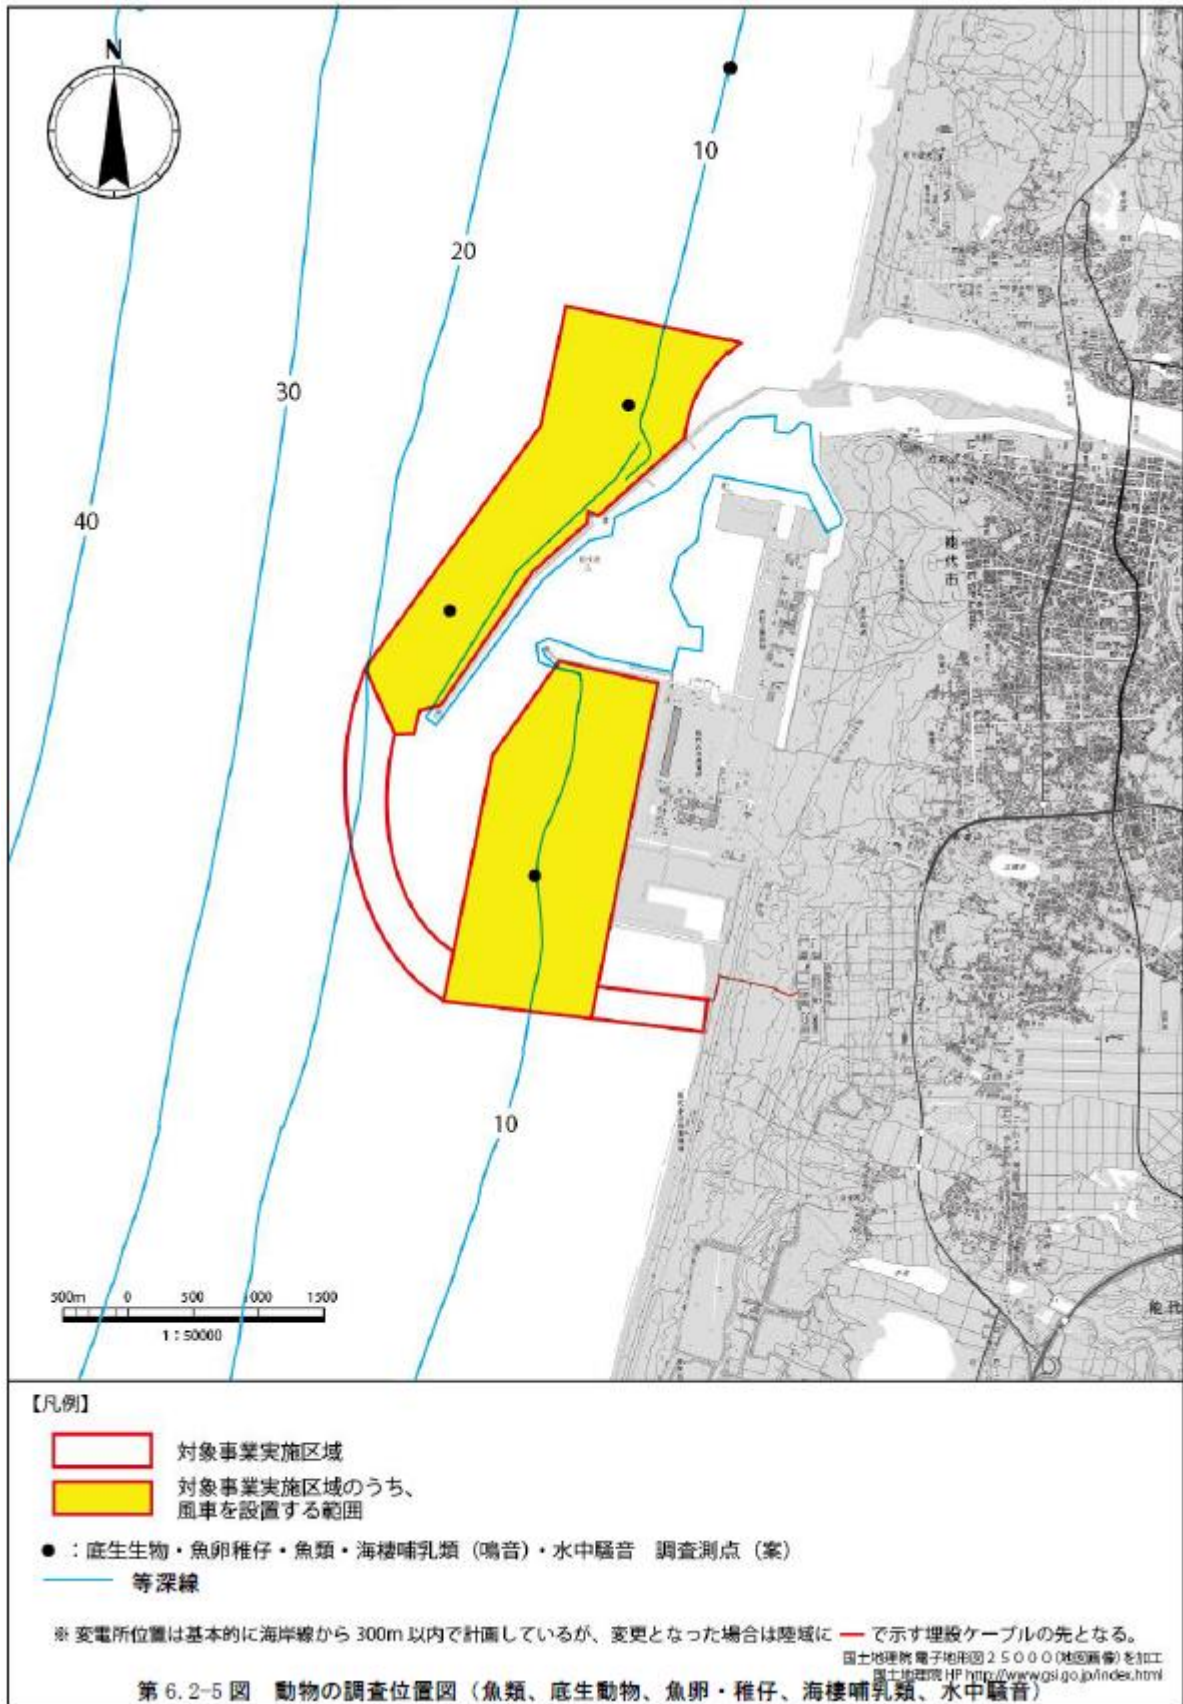 N
10
20
30
40
能代市
10
500m 0 500 1000 1500
1：50000
能代
【凡例】
対象事業実施区域
対象事業実施区域のうち、
風車を設置する範囲
● ：底生生物・魚卵稚仔・魚類・海棲哺乳類（鳴音）・水中騒音　調査測点（案）
等深線
※ 変電所位置は基本的に海岸線から 300m 以内で計画しているが、変更となった場合は陸域に ー で示す埋設ケーブルの先となる。
国土地理院 電子地形図２５０００(地図画像)を加工
国土地理院 HP http://www.gsi.go.jp/index.html
第 6.2-5 図　動物の調査位置図（魚類、底生動物、魚卵・稚仔、海棲哺乳類、水中騒音）